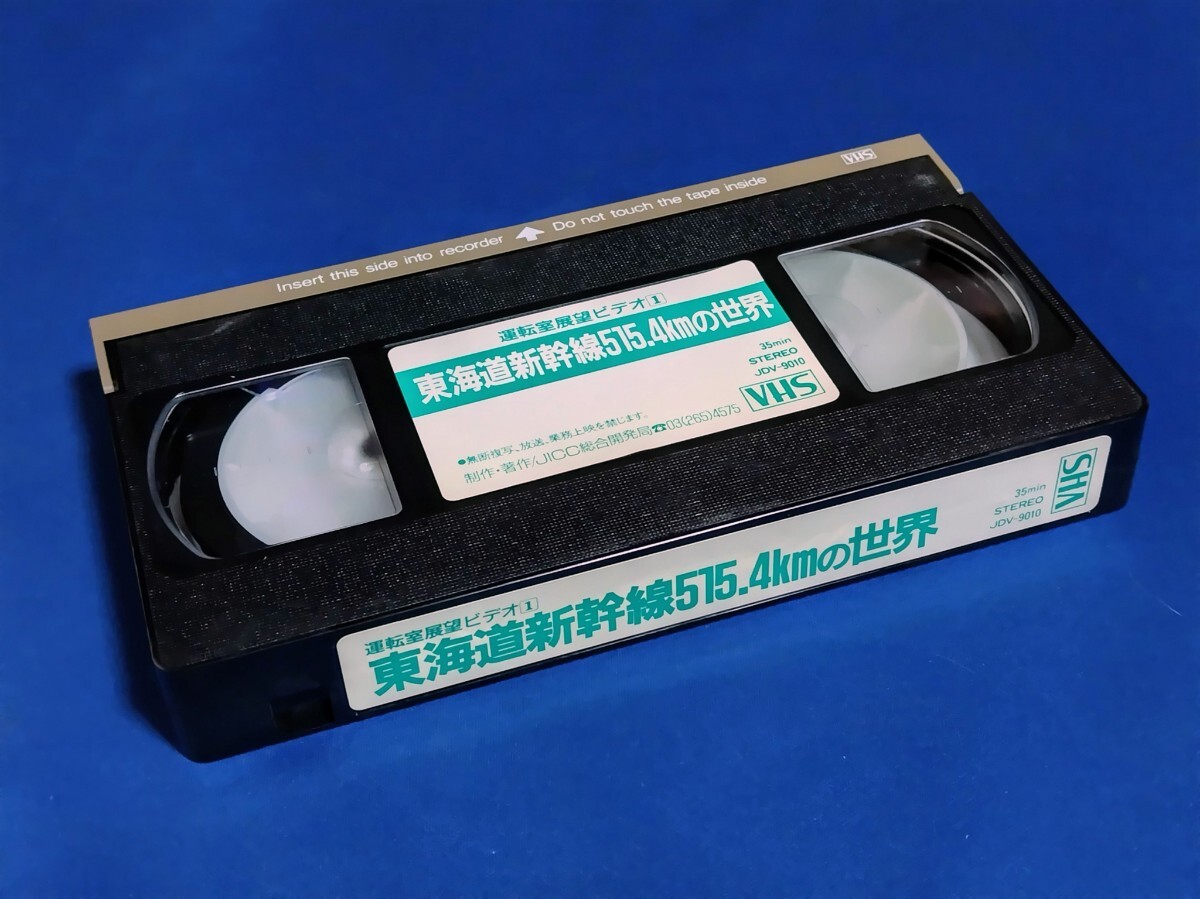 VHS
Insert this side into recorder Do not touch the tape inside
運転室展望ビデオ1
東海道新幹線515.4kmの世界
35min
STEREO
JDV-9010
VHS
●無断複写、放送、業務上映を禁じます。
制作・著作/JICC総合開発局☎03(265)4575
運転室展望ビデオ1
東海道新幹線515.4kmの世界
35min
STEREO
JDV-9010
VHS